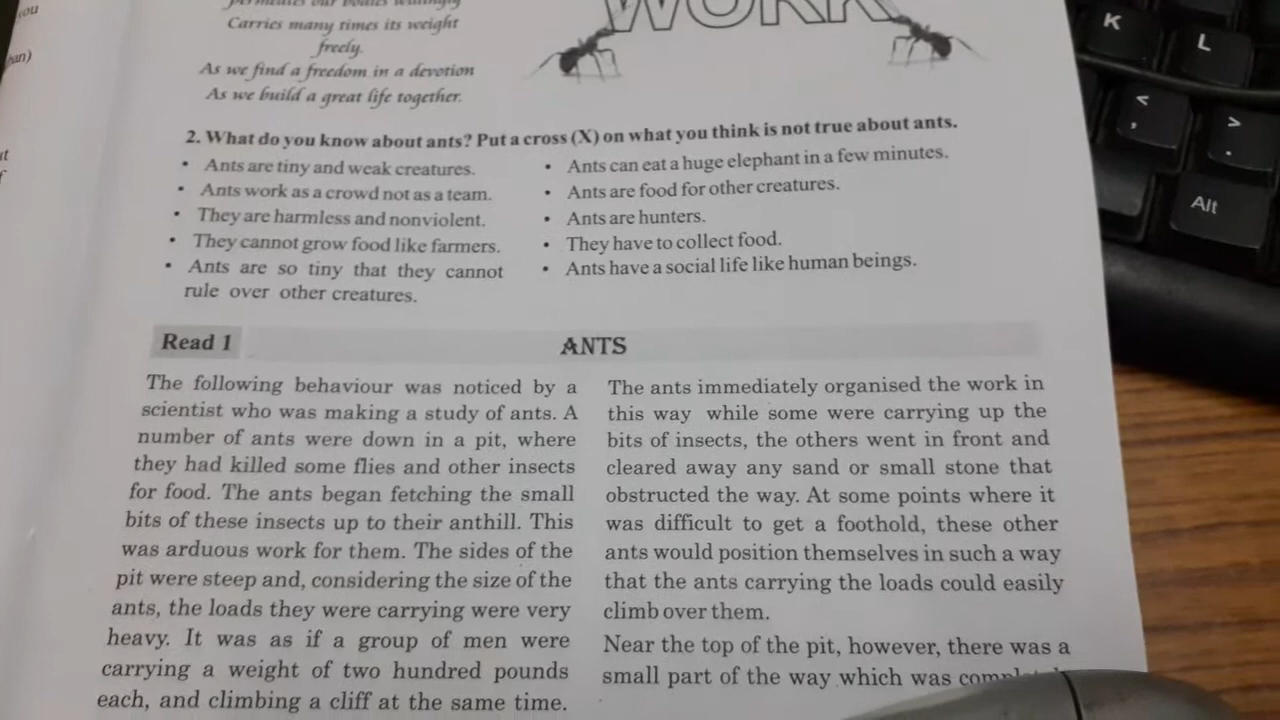 you
han)
Carries many times its weight
freely.
As we find a freedom in a devotion
As we build a great life together.
WORK
2. What do you know about ants? Put a cross (X) on what you think is not true about ants.
• Ants are tiny and weak creatures.
• Ants work as a crowd not as a team.
• They are harmless and nonviolent.
• They cannot grow food like farmers.
• Ants are so tiny that they cannot
rule over other creatures.
• Ants can eat a huge elephant in a few minutes.
• Ants are food for other creatures.
• Ants are hunters.
• They have to collect food.
• Ants have a social life like human beings.
Read 1
ANTS
The following behaviour was noticed by a
scientist who was making a study of ants. A
number of ants were down in a pit, where
they had killed some flies and other insects
for food. The ants began fetching the small
bits of these insects up to their anthill. This
was arduous work for them. The sides of the
pit were steep and, considering the size of the
ants, the loads they were carrying were very
heavy. It was as if a group of men were
carrying a weight of two hundred pounds
each, and climbing a cliff at the same time.
The ants immediately organised the work in
this way while some were carrying up the
bits of insects, the others went in front and
cleared away any sand or small stone that
obstructed the way. At some points where it
was difficult to get a foothold, these other
ants would position themselves in such a way
that the ants carrying the loads could easily
climb over them.
Near the top of the pit, however, there was a
small part of the way which was
K
L
<
,
>
.
Alt